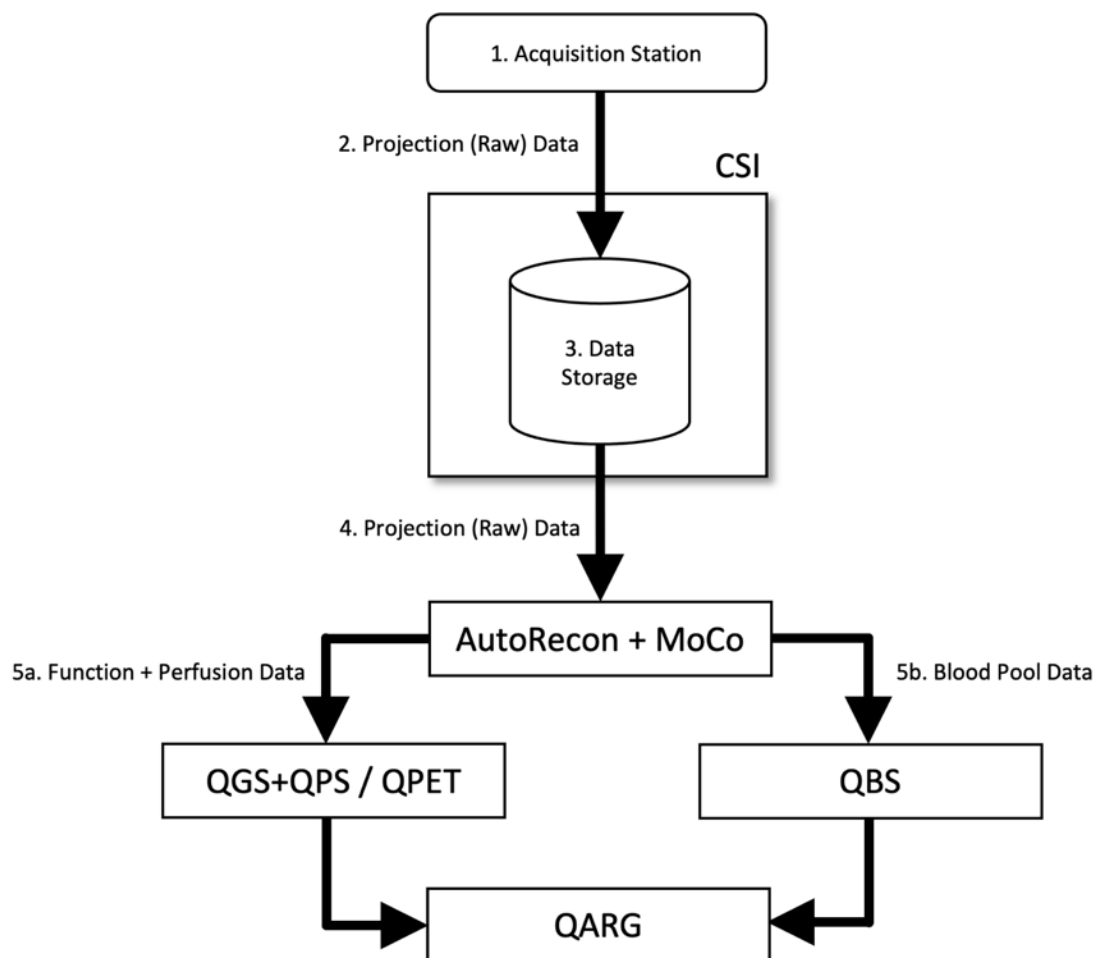 1. Acquisition Station
2. Projection (Raw) Data
CSI
3. Data
Storage
4. Projection (Raw) Data
AutoRecon + MoCo
5a. Function + Perfusion Data
5b. Blood Pool Data
QGS+QPS / QPET
QBS
QARG